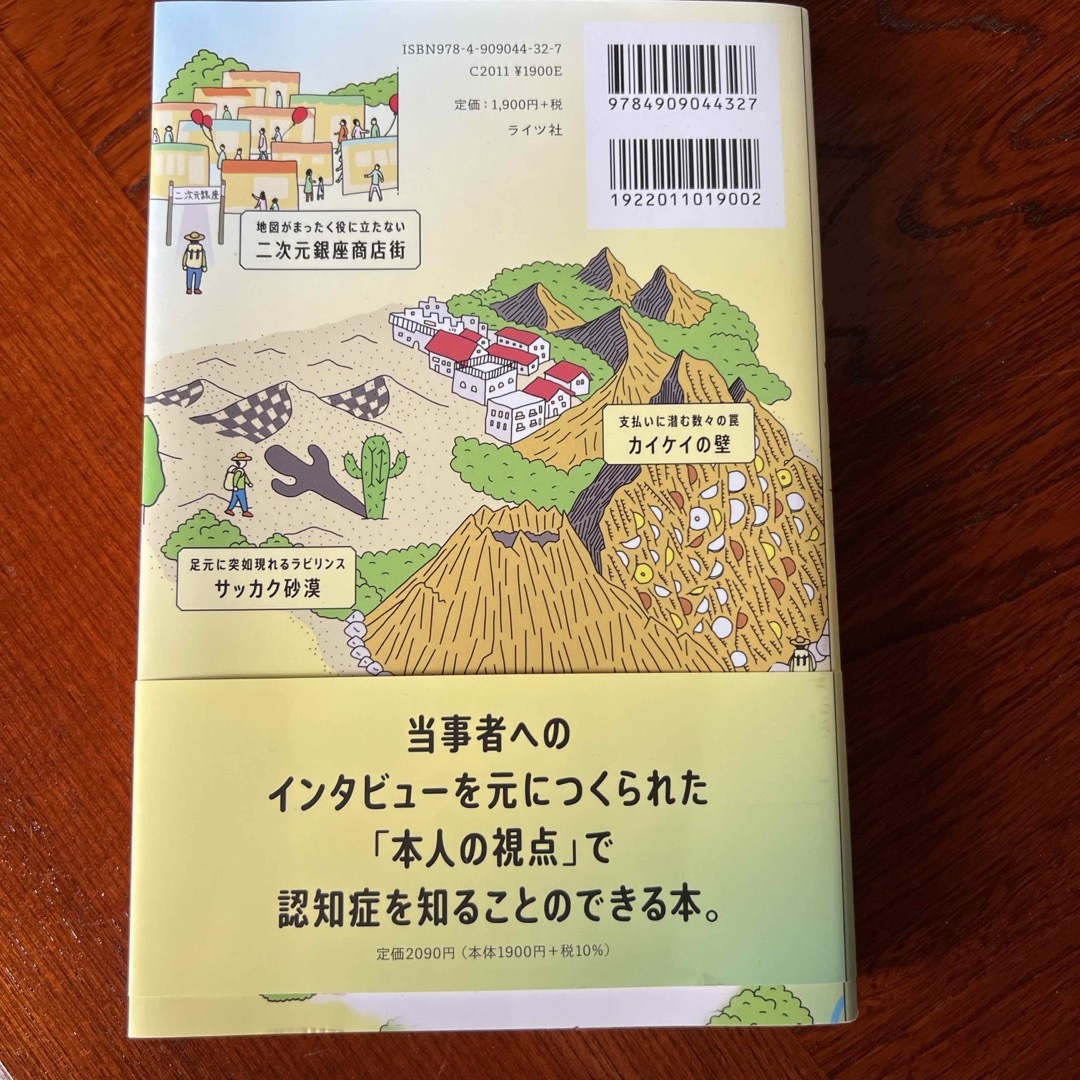 ISBN978-4-909044-32-7
C2011 ¥1900E
定価：1,900円+税
ライツ社
9784909044327
1922011019002
二次元銀座
地図がまったく役に立たない
二次元銀座商店街
支払いに潜む数々の罠
カイケイの壁
足元に突如現れるラビリンス
サッカク砂漠
当事者への
インタビューを元につくられた
「本人の視点」で
認知症を知ることのできる本。
定価2090円（本体1900円+税10%）